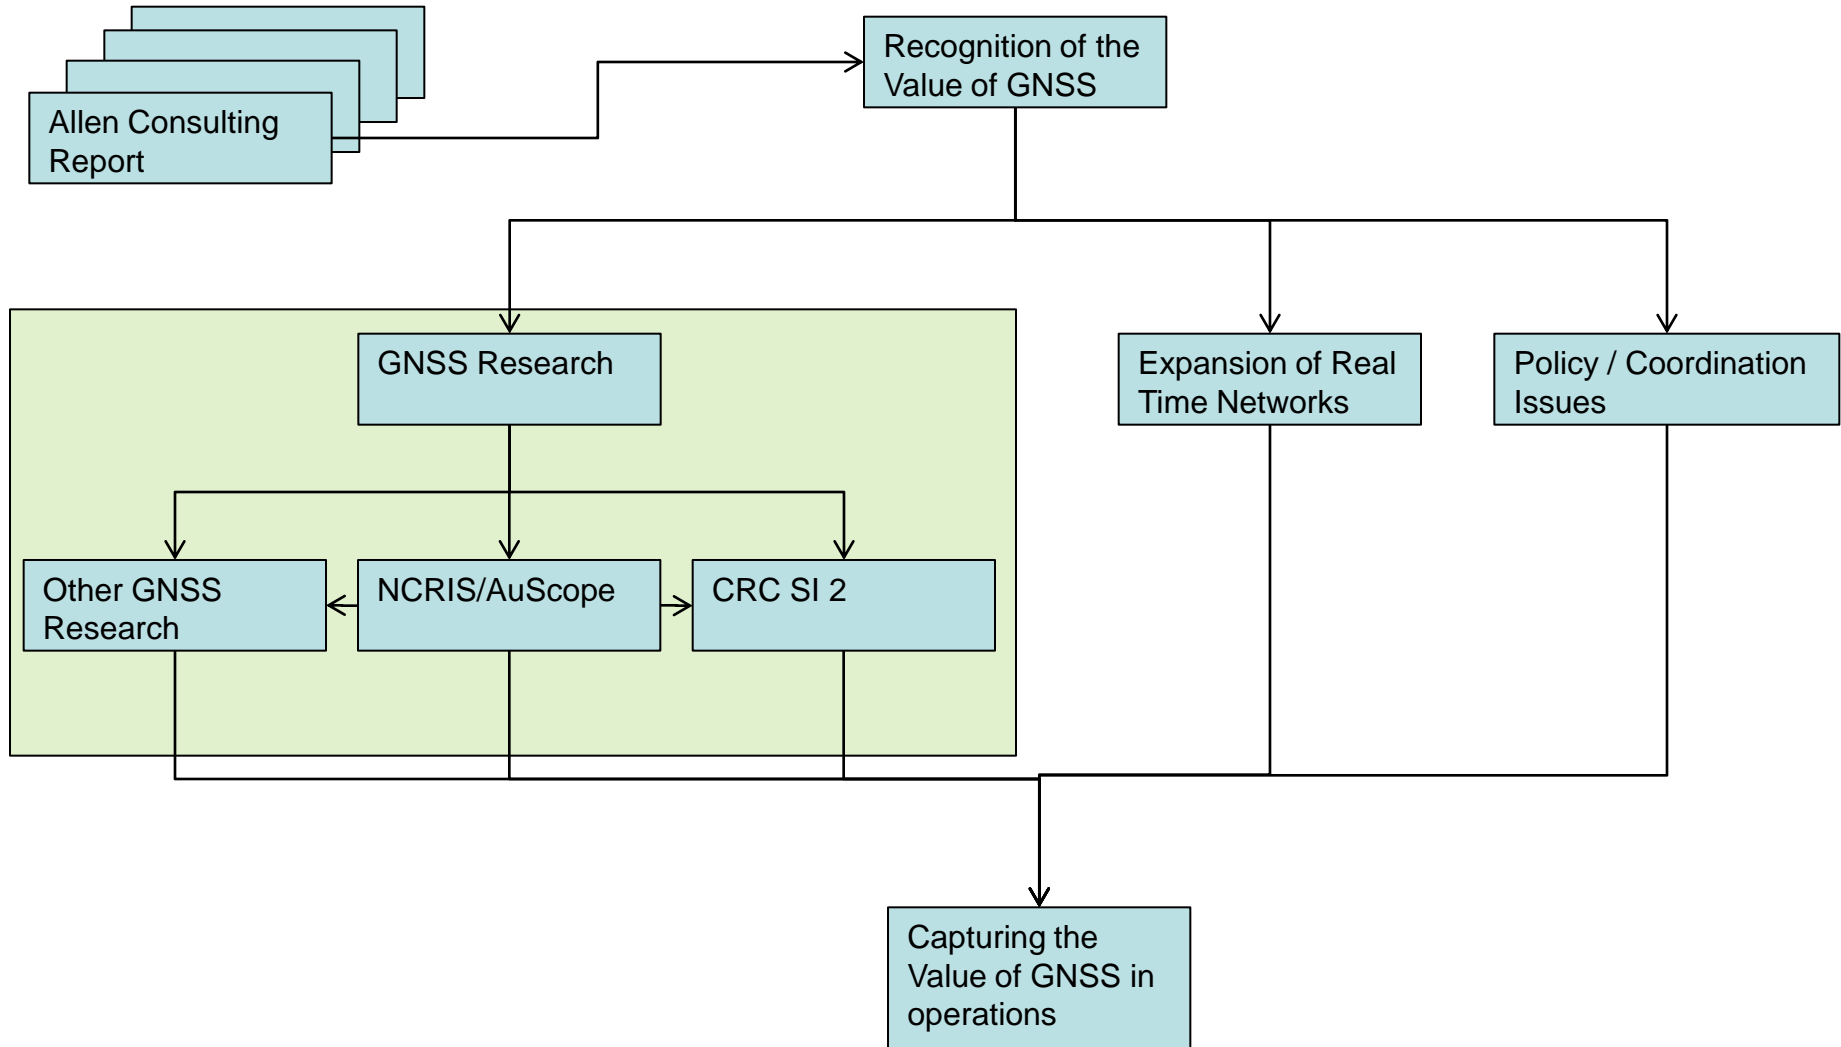 Allen Consulting
Report
Recognition of the
Value of GNSS
GNSS Research
Expansion of Real
Time Networks
Policy / Coordination
Issues
Other GNSS
Research
NCRIS/AuScope
CRC SI 2
Capturing the
Value of GNSS in
operations